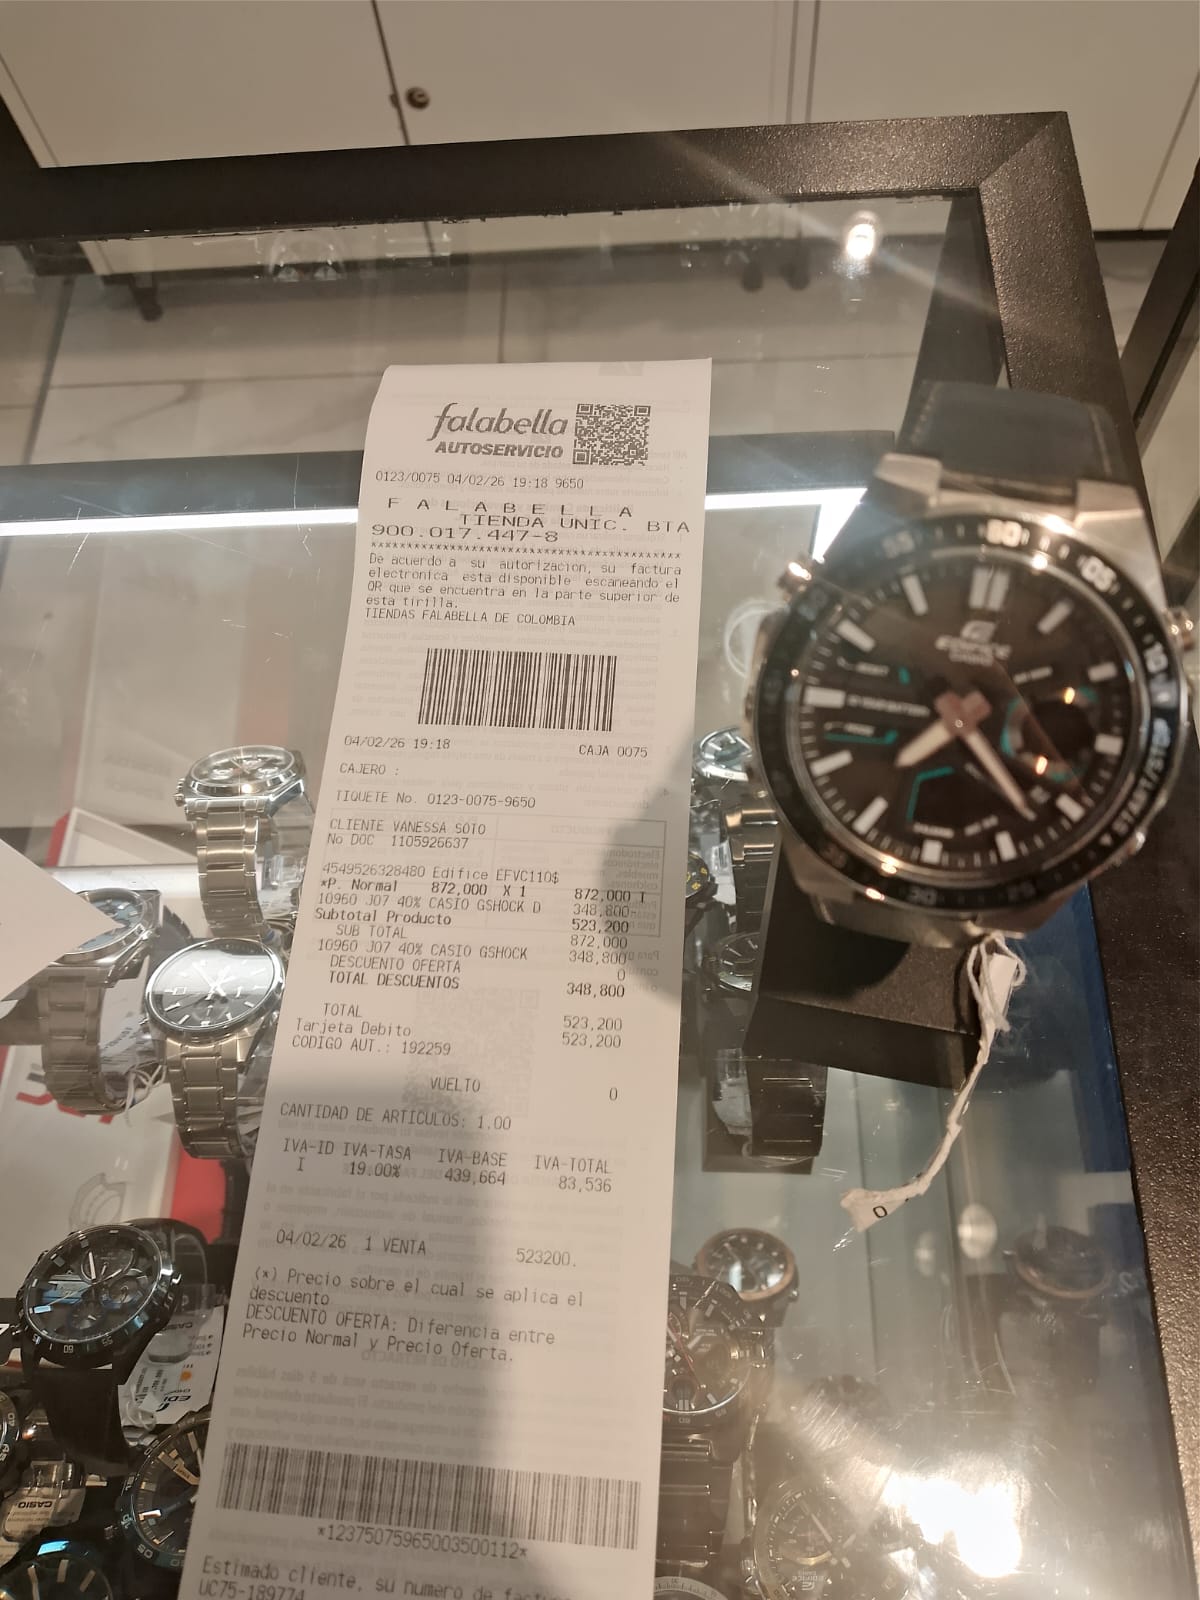 falabella
AUTOSERVICIO
0123/0075 04/02/26 19:18 9650
F A L A B E L L A
TIENDA UNIC. BTA
900.017.447-8
******************************************
De acuerdo a su autorizacion, su factura
electronica esta disponible escaneando el
QR que se encuentra en la parte superior de
esta tirilla.
TIENDAS FALABELLA DE COLOMBIA
04/02/26 19:18 CAJA 0075
CAJERO :
TIQUETE No. 0123-0075-9650
CLIENTE VANESSA SOTO
No DOC 1105926637
4549526328480 Edifice EFVC110$
*P. Normal 872,000 X 1 872,000 I
10960 J07 40% CASIO GSHOCK D 348,800-
Subtotal Producto 523,200
SUB TOTAL 872,000
10960 J07 40% CASIO GSHOCK 348,800
DESCUENTO OFERTA 0
TOTAL DESCUENTOS 348,800
TOTAL 523,200
Tarjeta Debito 523,200
CODIGO AUT.: 192259
VUELTO 0
CANTIDAD DE ARTICULOS: 1.00
IVA-ID IVA-TASA IVA-BASE IVA-TOTAL
I 19.00% 439,664 83,536
04/02/26 1 VENTA 523200.
(*) Precio sobre el cual se aplica el
descuento
DESCUENTO OFERTA: Diferencia entre
Precio Normal y Precio Oferta.
*12375075965003500112*
Estimado cliente, su numero de
UC75-189774
55 60 05 10
EDIFICE
CASIO
START/STOP
25
30